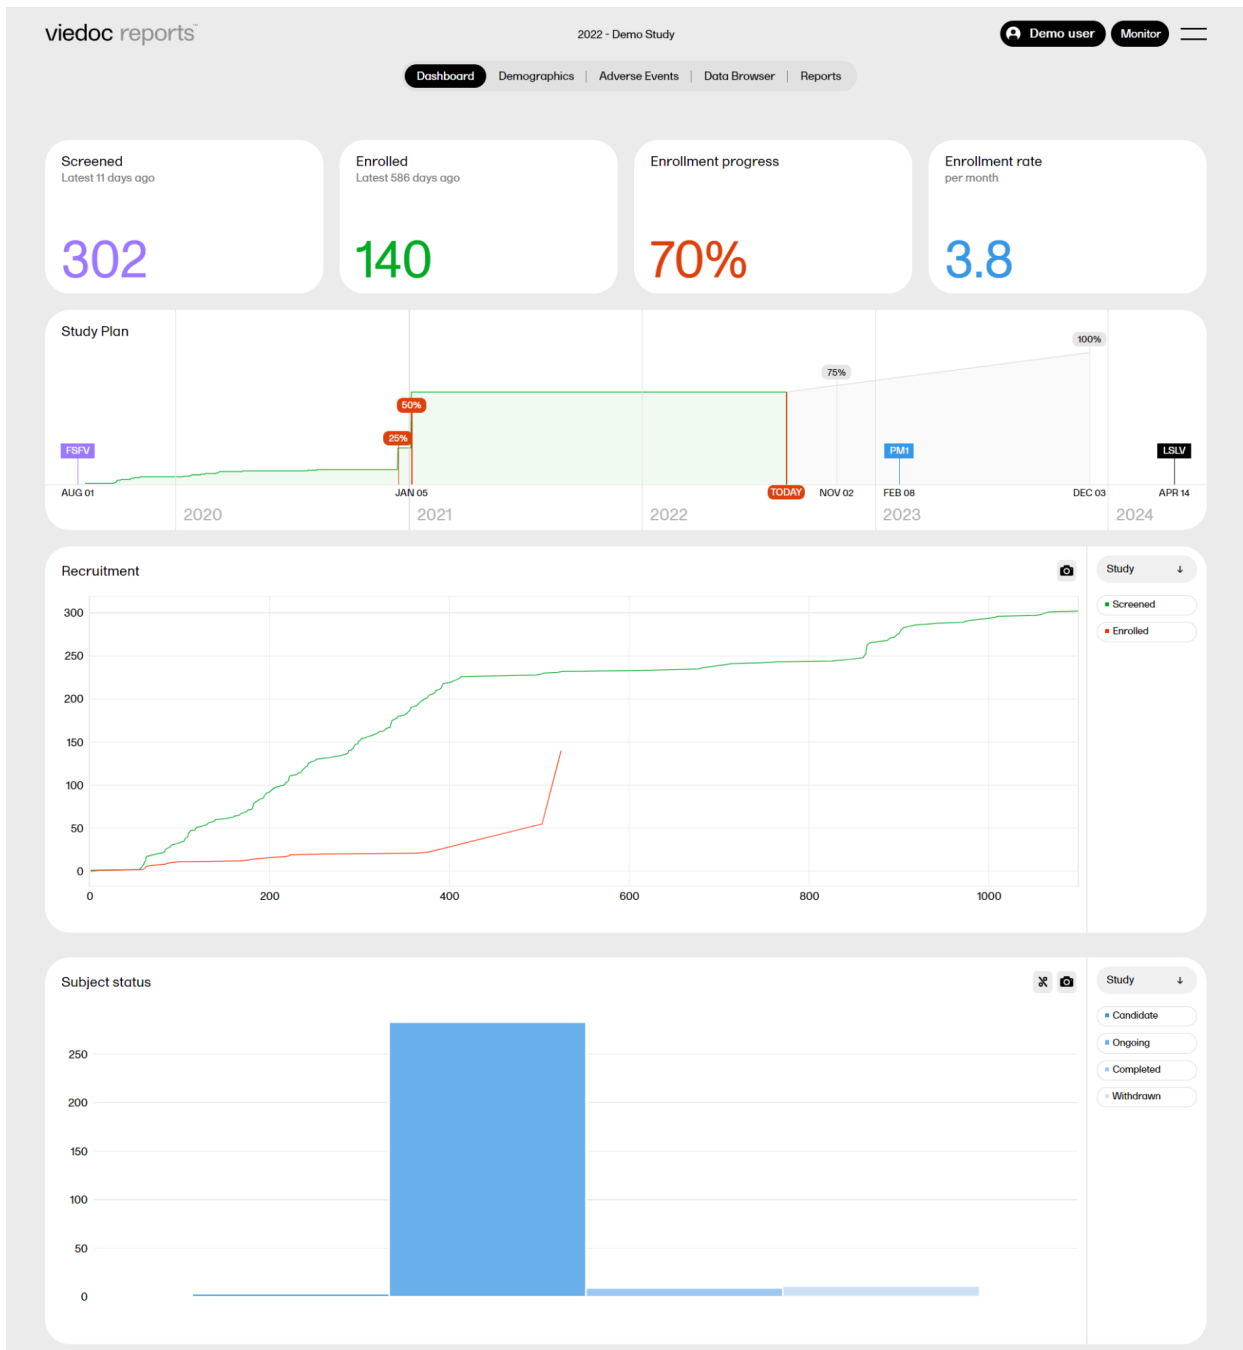 viedoc reports™
2022 - Demo Study
Demo user
Monitor
Dashboard
Demographics
Adverse Events
Data Browser
Reports
Screened
Latest 11 days ago
302
Enrolled
Latest 586 days ago
140
Enrollment progress
70%
Enrollment rate
per month
3.8
Study Plan
100%
75%
50%
25%
FSFV
PM1
LSLV
AUG 01
JAN 05
TODAY
NOV 02
FEB 08
DEC 03
APR 14
2020
2021
2022
2023
2024
Recruitment
Study
Screened
Enrolled
300
250
200
150
100
50
0
0
200
400
600
800
1000
Subject status
Study
Candidate
Ongoing
Completed
Withdrawn
250
200
150
100
50
0